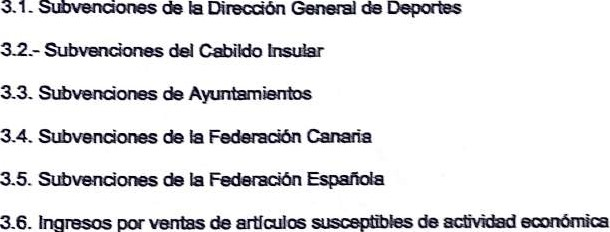 3.1. Subvenciones de la Dirección General de Deportes
3.2.- Subvenciones del Cabildo Insular
3.3. Subvenciones de Ayuntamientos
3.4. Subvenciones de la Federación Canaria
3.5. Subvenciones de la Federación Española
3.6. Ingresos por ventas de artículos susceptibles de actividad económica